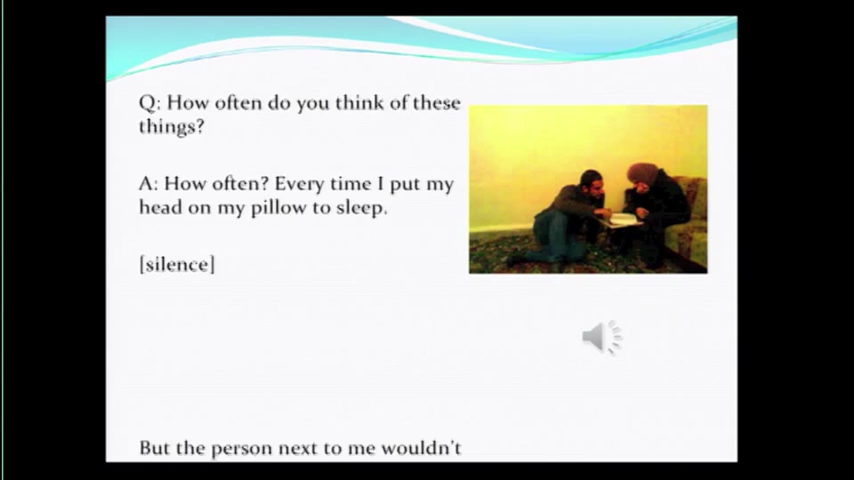 Q: How often do you think of these
things?
A: How often? Every time I put my
head on my pillow to sleep.
[silence]
But the person next to me wouldn't